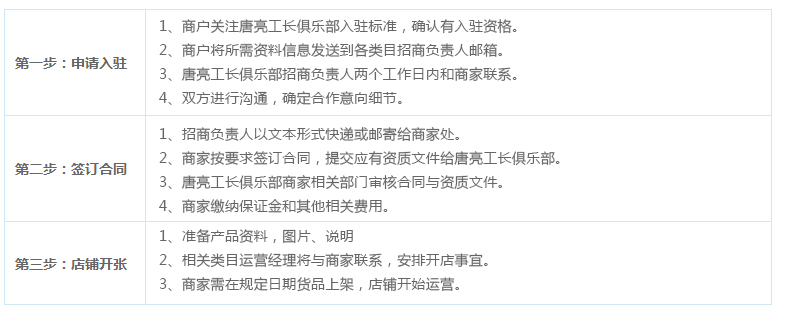 第一步：申请入驻
1、商户关注唐亮工长俱乐部入驻标准，确认有入驻资格。
2、商户将所需资料信息发送到各类目招商负责人邮箱。
3、唐亮工长俱乐部招商负责人两个工作日内和商家联系。
4、双方进行沟通，确定合作意向细节。
第二步：签订合同
1、招商负责人以文本形式快递或邮寄给商家处。
2、商家按要求签订合同，提交应有资质文件给唐亮工长俱乐部。
3、唐亮工长俱乐部商家相关部门审核合同与资质文件。
4、商家缴纳保证金和其他相关费用。
第三步：店铺开张
1、准备产品资料，图片、说明
2、相关类目运营经理将与商家联系，安排开店事宜。
3、商家需在规定日期货品上架，店铺开始运营。